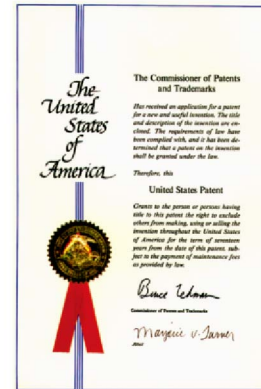 The
United
States
of
America
The Commissioner of Patents
and Trademarks
Has received an application for a patent
for a new and useful invention. The title
and description of the invention are en-
closed. The requirements of law have
been complied with, and it has been de-
termined that a patent on the invention
shall be granted under the law.
Therefore, this
United States Patent
Grants to the person or persons having
title to this patent the right to exclude
others from making, using or selling the
invention throughout the United States
of America for the term of seventeen
years from the date of this patent, sub-
ject to the payment of maintenance fees
as provided by law.
Bruce Lehman
Commissioner of Patents and Trademarks
Marjorie V. Turner
Attest